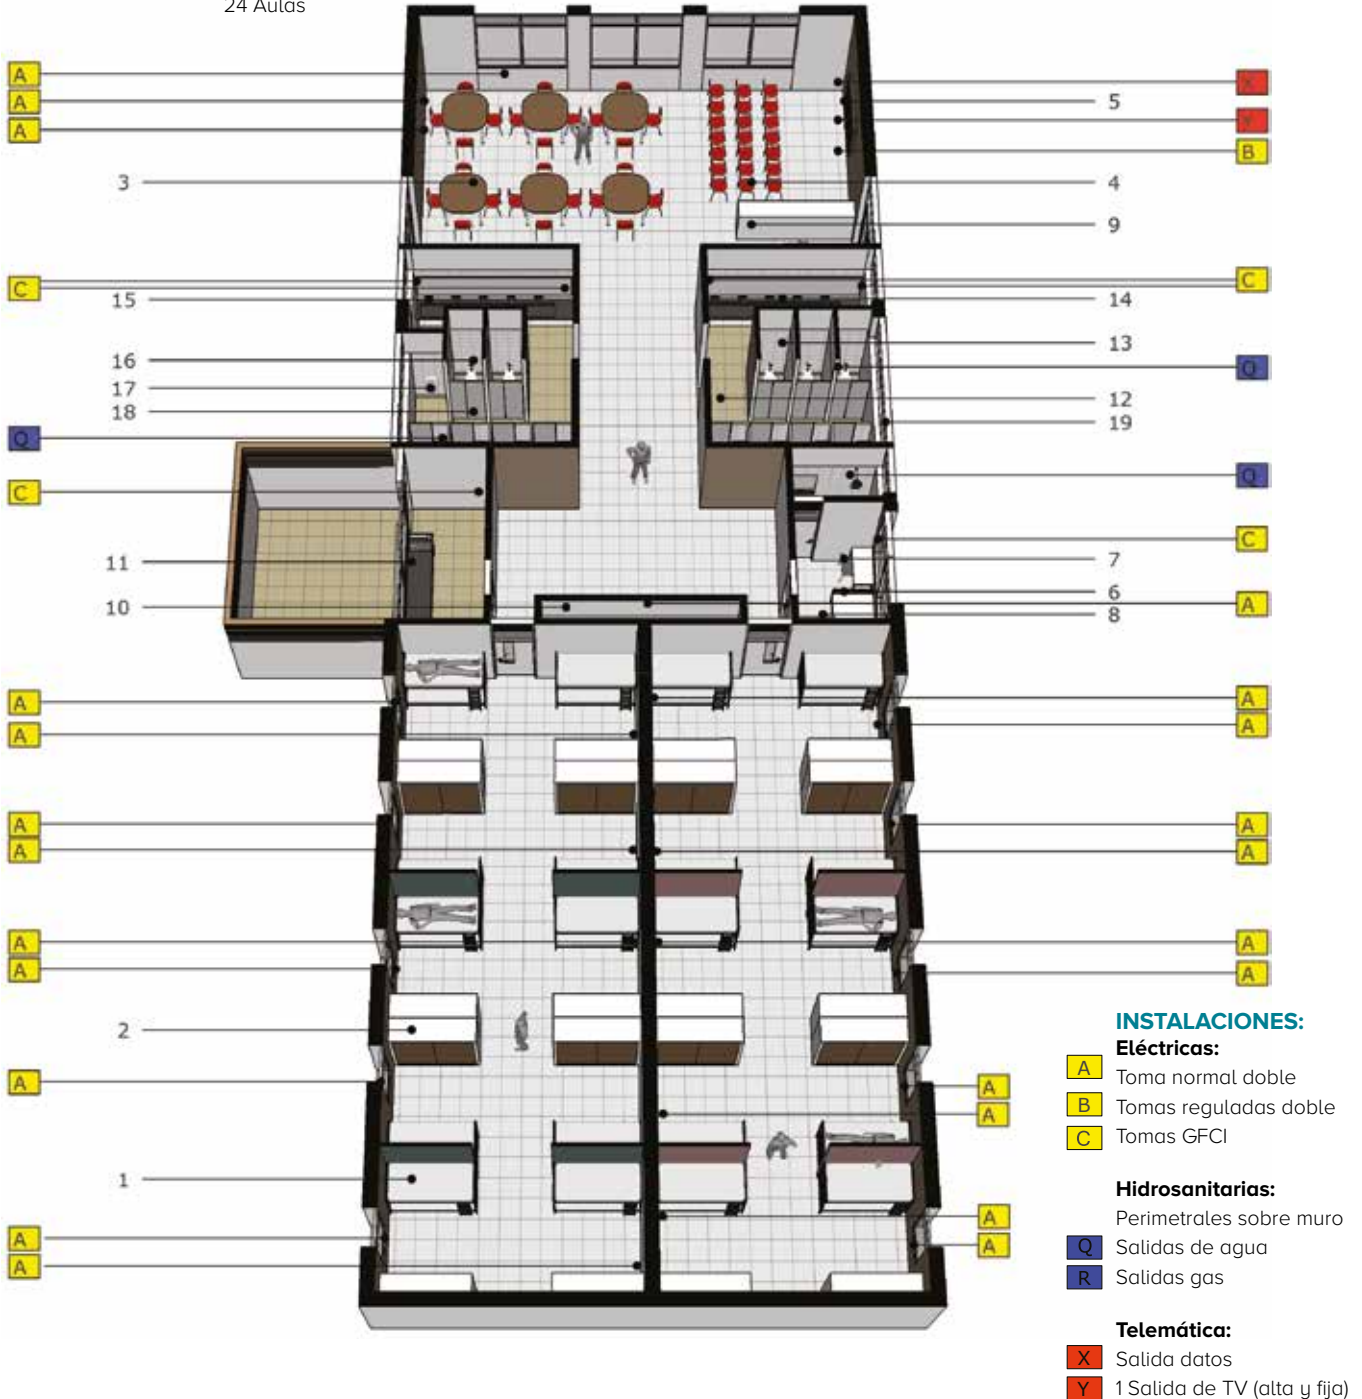 24 Aulas
A
X
A
5
A
Y
B
3
4
9
C
C
15
14
13
16
Q
17
12
18
19
Q
Q
C
C
11
7
6
10
A
8
A
A
A
A
A
A
A
A
A
A
A
A
2
A
A
A
1
A
A
A
A
INSTALACIONES:
Eléctricas:
A Toma normal doble
B Tomas reguladas doble
C Tomas GFCI
Hidrosanitarias:
Perimetrales sobre muro
Q Salidas de agua
R Salidas gas
Telemática:
X Salida datos
Y 1 Salida de TV (alta y fija)